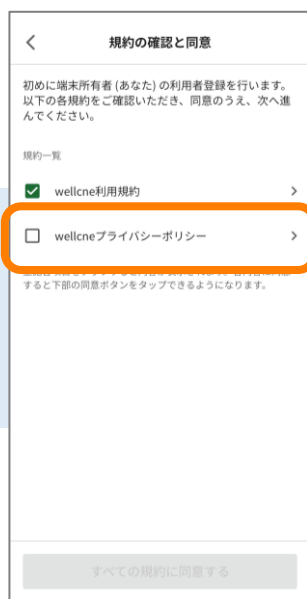 規約の確認と同意
初めに端末所有者 (あなた) の利用者登録を行います。
以下の各規約をご確認いただき、同意のうえ、次へ進
んでください。
規約一覧
wellcne利用規約
wellcneプライバシーポリシー
すると下部の同意ボタンをタップできるようになります。
すべての規約に同意する